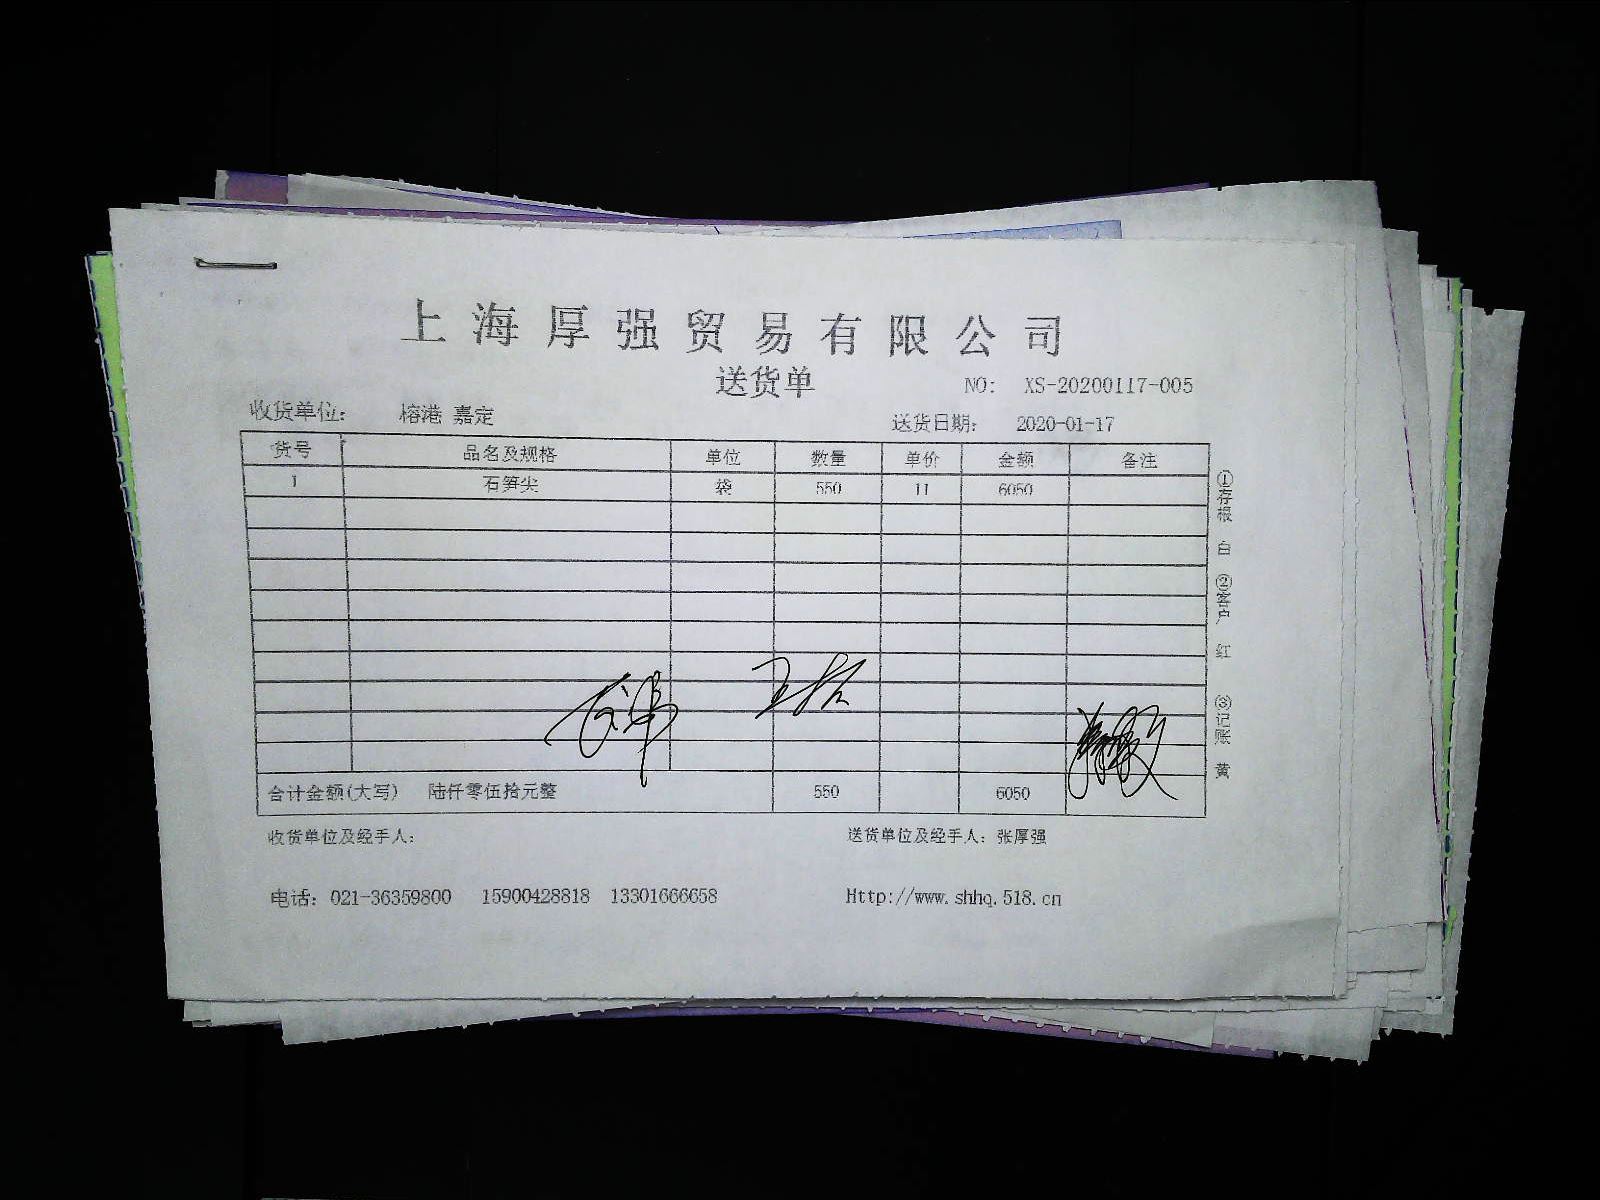 上海厚强贸易有限公司
送货单
NO: XS-20200117-005
收货单位: 榕港 嘉定 送货日期: 2020-01-17
货号 品名及规格 单位 数量 单价 金额 备注
1 石笋尖 袋 550 11 6050
合计金额(大写) 陆仟零伍拾元整 550 6050
收货单位及经手人: 送货单位及经手人: 张厚强
电话: 021-36359800 15900428818 13301666658 Http://www.shhq.518.cn
①存根 白 ②客户 红 ③记账 黄